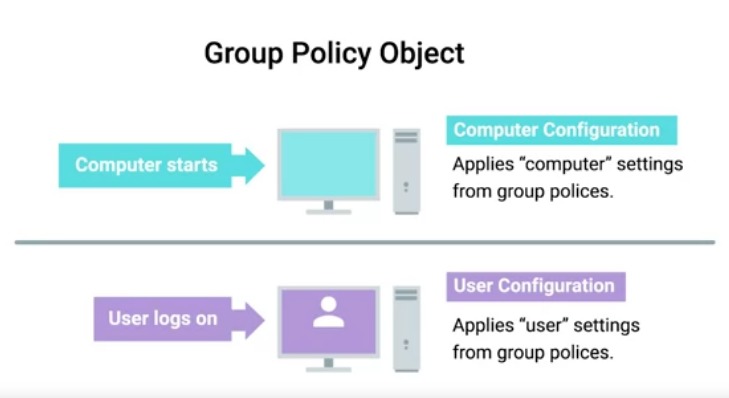 Group Policy Object
Computer starts
Computer Configuration
Applies “computer” settings
from group polices.
User logs on
User Configuration
Applies “user” settings
from group polices.